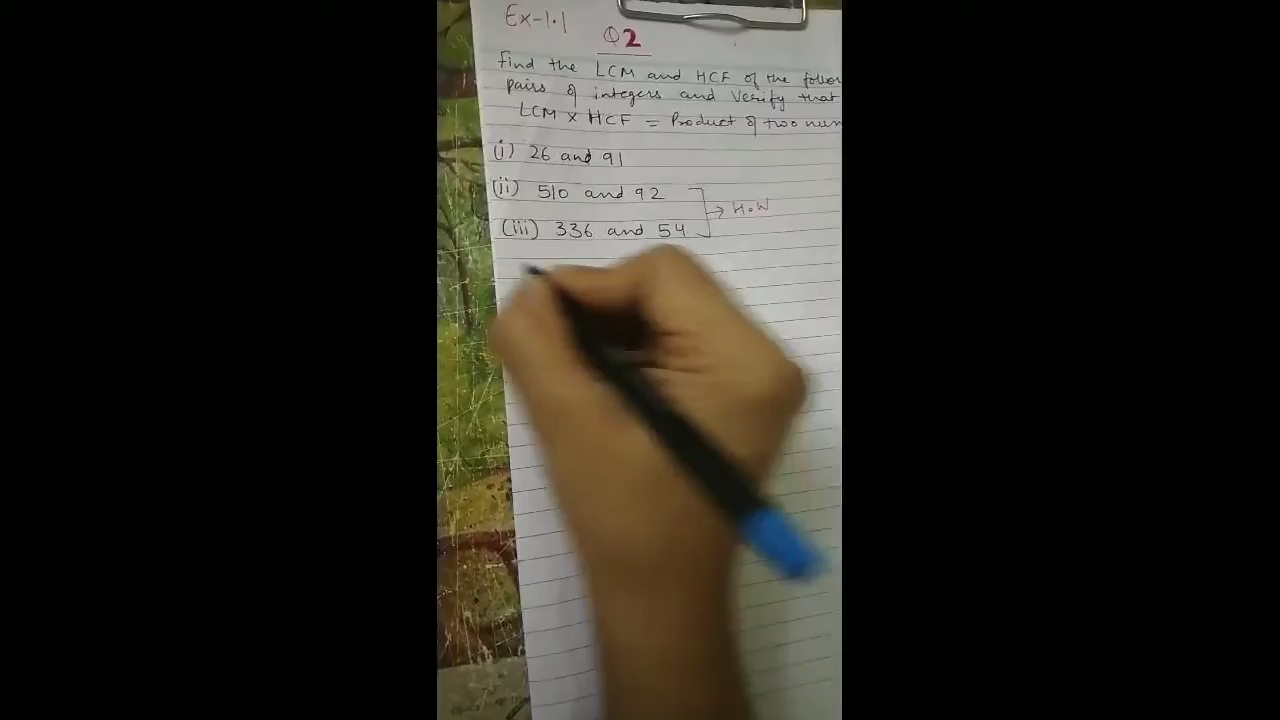 Ex-1.1
Q2
Find the LCM and HCF of the
pairs of integers and Verify that
LCM x HCF = Product of two
(i) 26 and 91
(ii) 510 and 92
(iii) 336 and 54
→ H.W